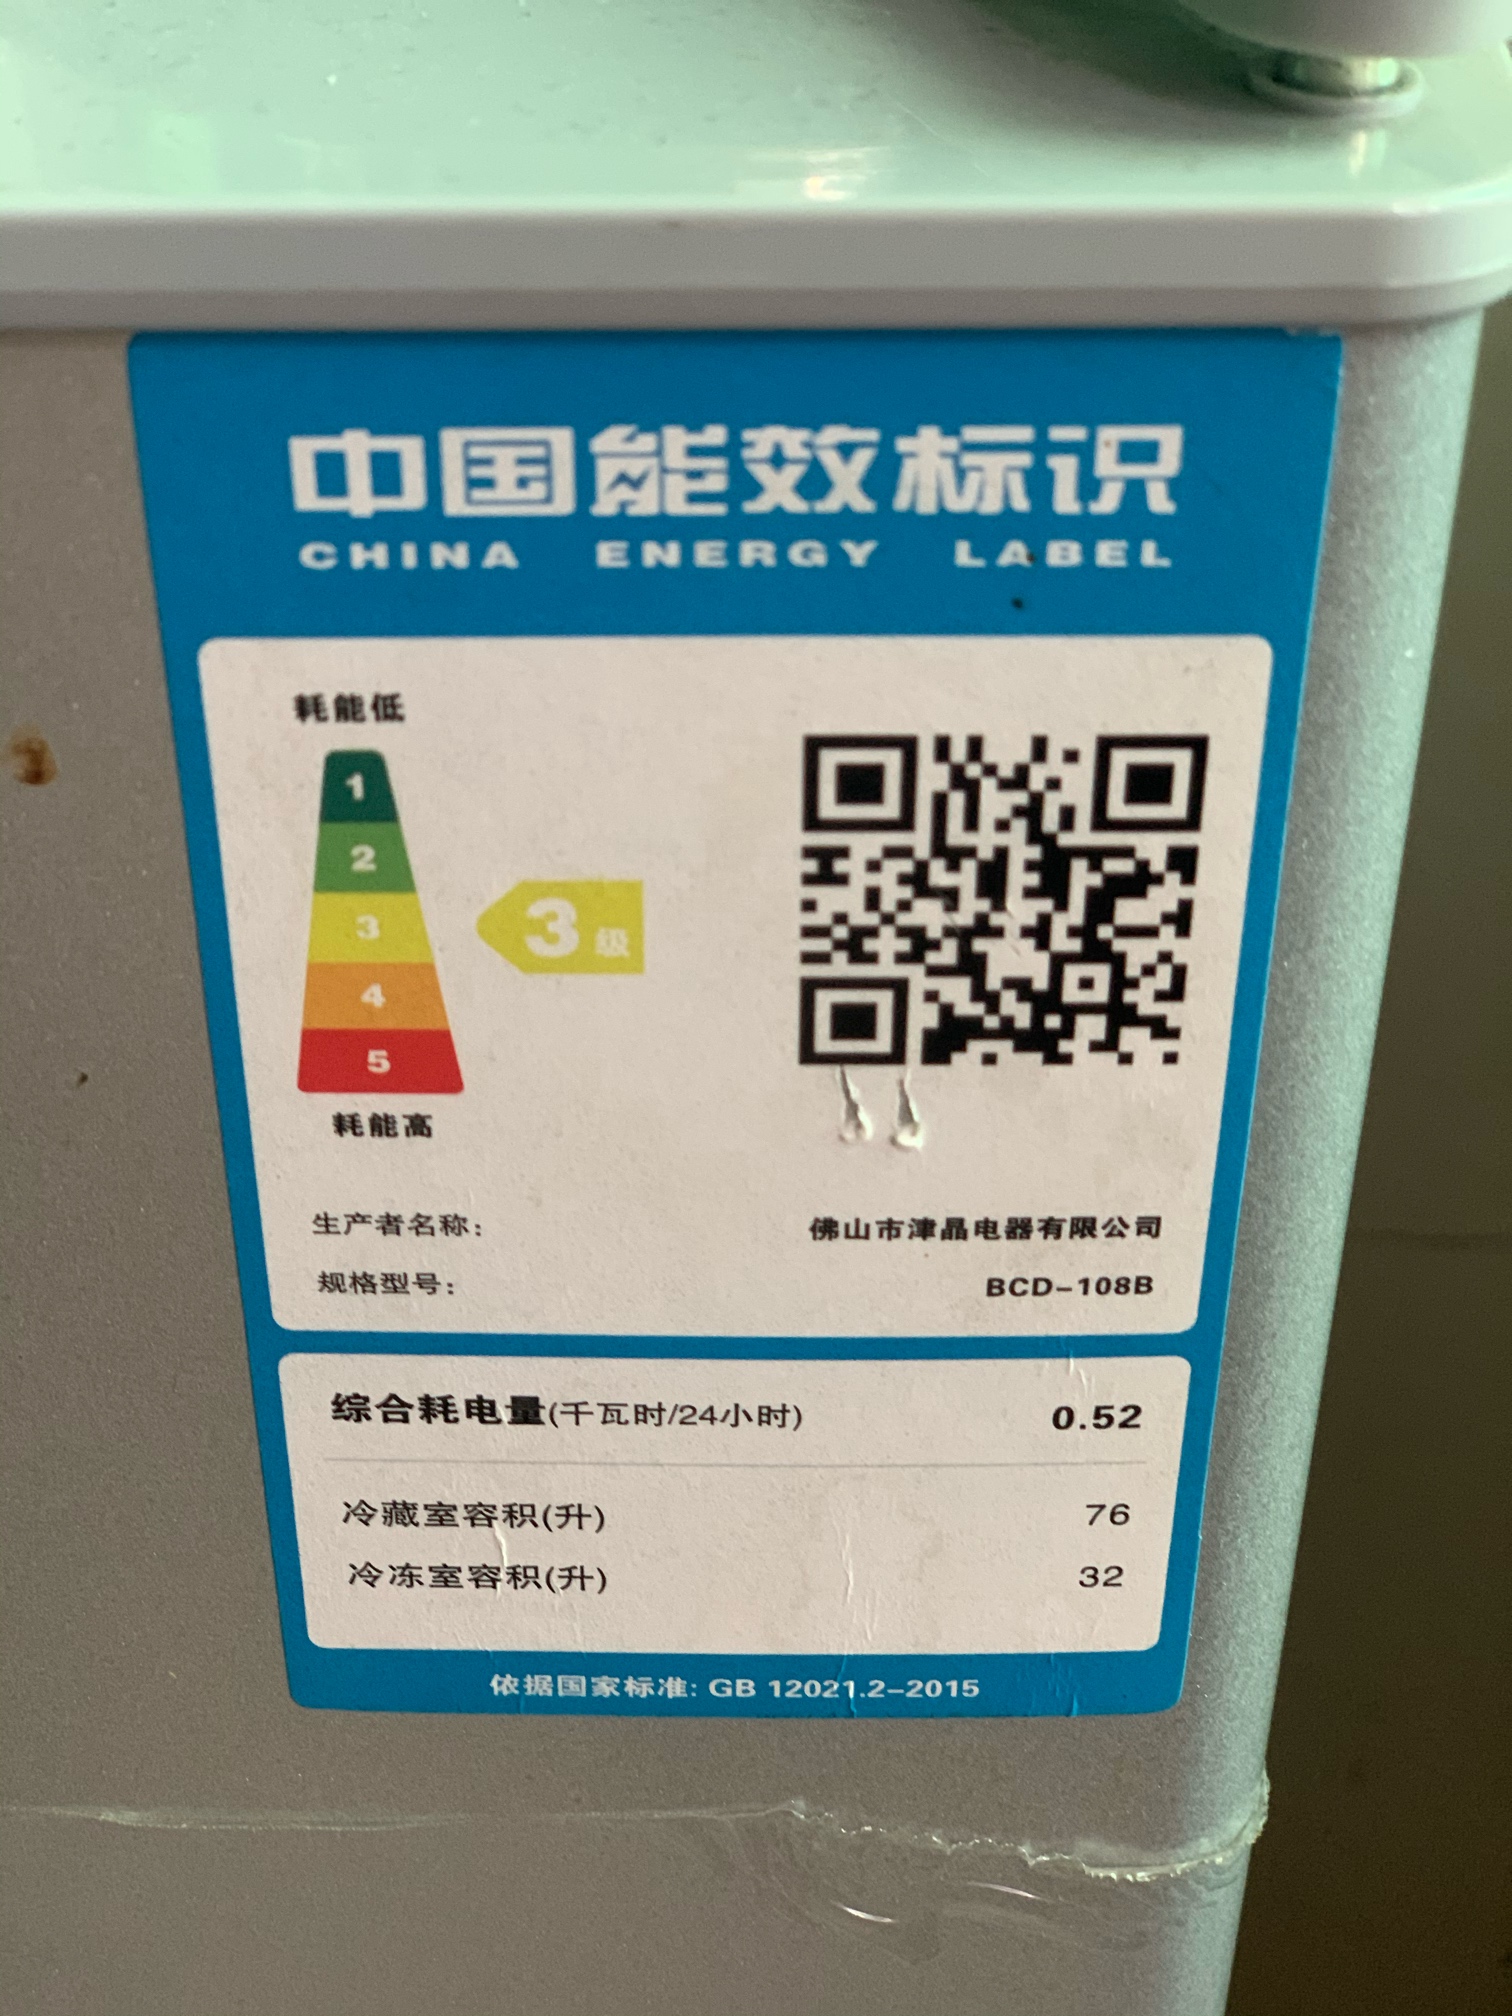 中国能效标识
CHINA ENERGY LABEL
耗能低
1
2
3
3级
4
5
耗能高
生产者名称: 佛山市津晶电器有限公司
规格型号: BCD-108B
综合耗电量(千瓦时/24小时) 0.52
冷藏室容积(升) 76
冷冻室容积(升) 32
依据国家标准: GB 12021.2-2015